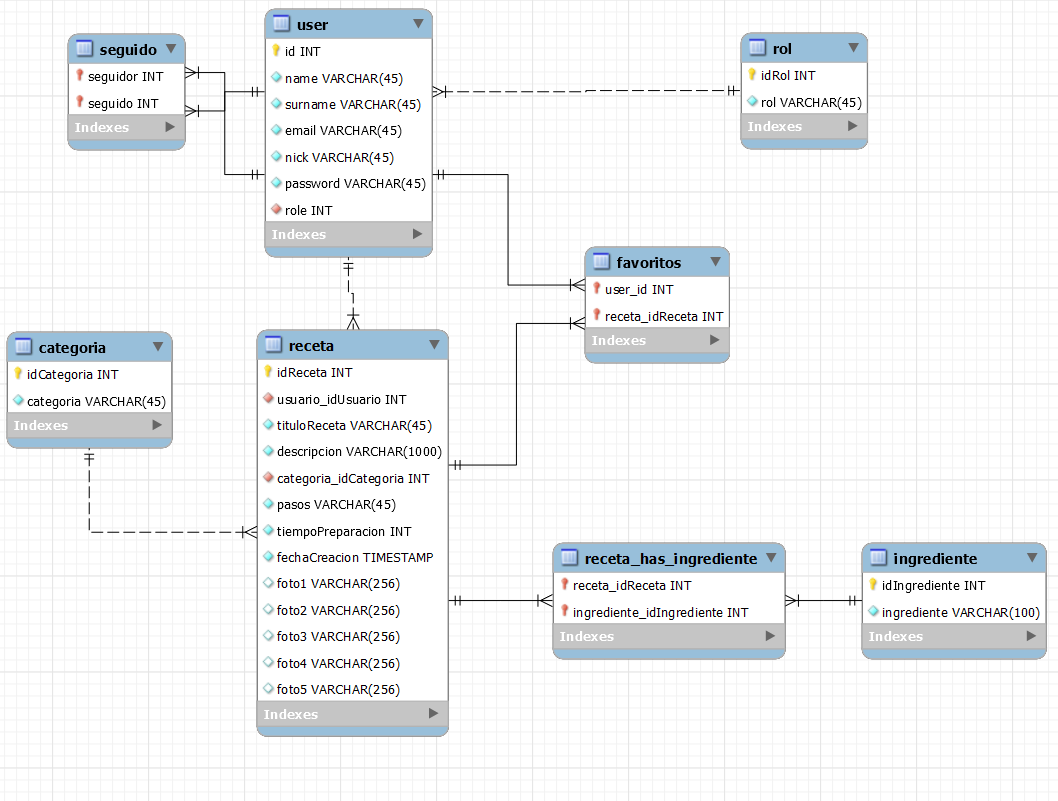 seguido
seguidor INT
seguido INT
Indexes
user
id INT
name VARCHAR(45)
surname VARCHAR(45)
email VARCHAR(45)
nick VARCHAR(45)
password VARCHAR(45)
role INT
Indexes
rol
idRol INT
rol VARCHAR(45)
Indexes
favoritos
user_id INT
receta_idReceta INT
Indexes
categoria
idCategoria INT
categoria VARCHAR(45)
Indexes
receta
idReceta INT
usuario_idUsuario INT
tituloReceta VARCHAR(45)
descripcion VARCHAR(1000)
categoria_idCategoria INT
pasos VARCHAR(45)
tiempoPreparacion INT
fechaCreacion TIMESTAMP
foto1 VARCHAR(256)
foto2 VARCHAR(256)
foto3 VARCHAR(256)
foto4 VARCHAR(256)
foto5 VARCHAR(256)
Indexes
receta_has_ingrediente
receta_idReceta INT
ingrediente_idIngrediente INT
Indexes
ingrediente
idIngrediente INT
ingrediente VARCHAR(100)
Indexes